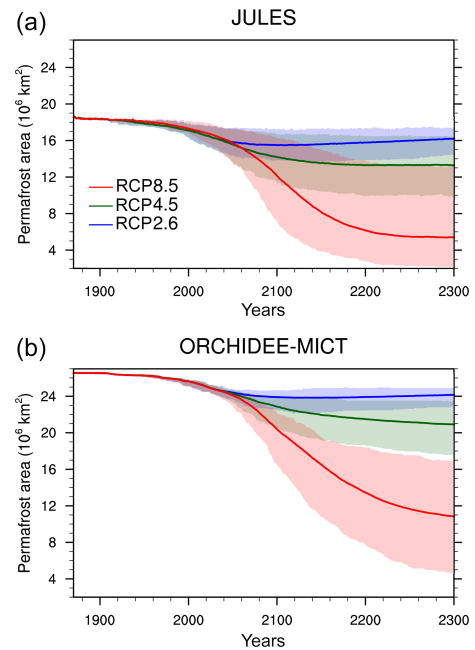 (a) JULES
Permafrost area (10⁶ km²)
24
20
16
12
8
4
RCP8.5
RCP4.5
RCP2.6
1900 2000 2100 2200 2300
Years
(b) ORCHIDEE-MICT
Permafrost area (10⁶ km²)
24
20
16
12
8
4
1900 2000 2100 2200 2300
Years